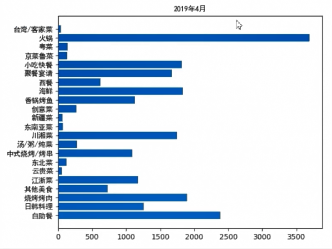 2019年4月
台湾/客家菜
火锅
粤菜
京菜鲁菜
小吃快餐
聚餐宴请
西餐
海鲜
香锅烤鱼
创意菜
新疆菜
东南亚菜
川湘菜
汤/粥/炖菜
中式烧烤/烤串
东北菜
云贵菜
江浙菜
其他美食
烧烤烤肉
日韩料理
自助餐
0 500 1000 1500 2000 2500 3000 3500